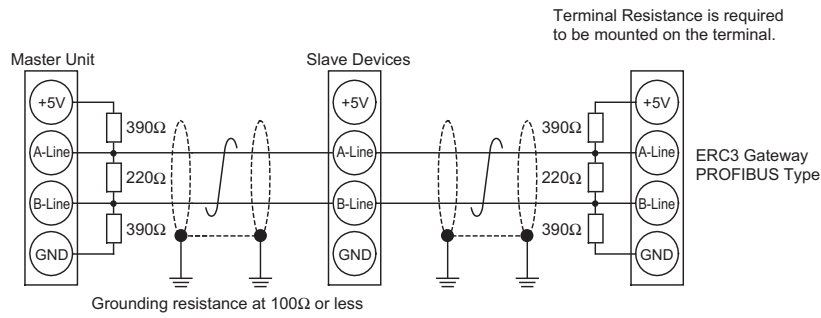 Terminal Resistance is required
to be mounted on the terminal.
Master Unit
Slave Devices
+5V
+5V
+5V
390Ω
390Ω
A-Line
A-Line
A-Line
ERC3 Gateway
PROFIBUS Type
220Ω
220Ω
B-Line
B-Line
B-Line
390Ω
390Ω
GND
GND
GND
Grounding resistance at 100Ω or less